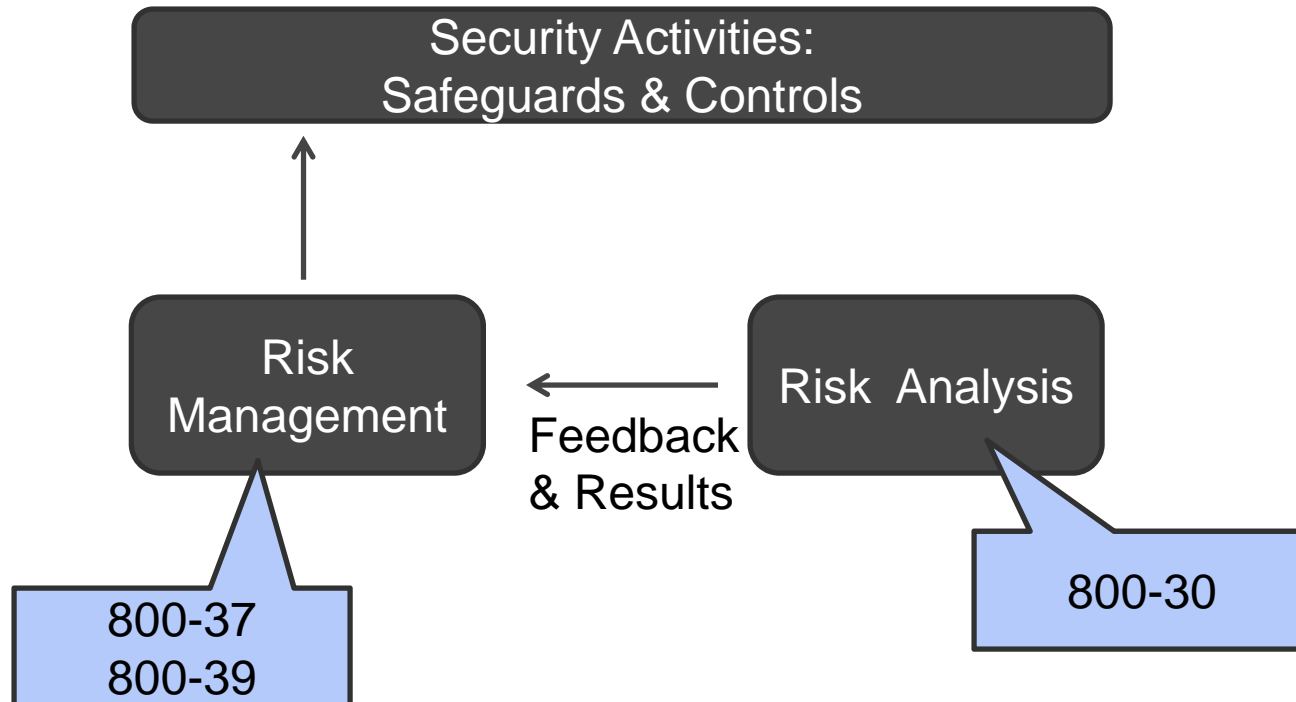 Security Activities:
Safeguards & Controls
Risk
Management
Risk Analysis
Feedback
& Results
800-37
800-39
800-30